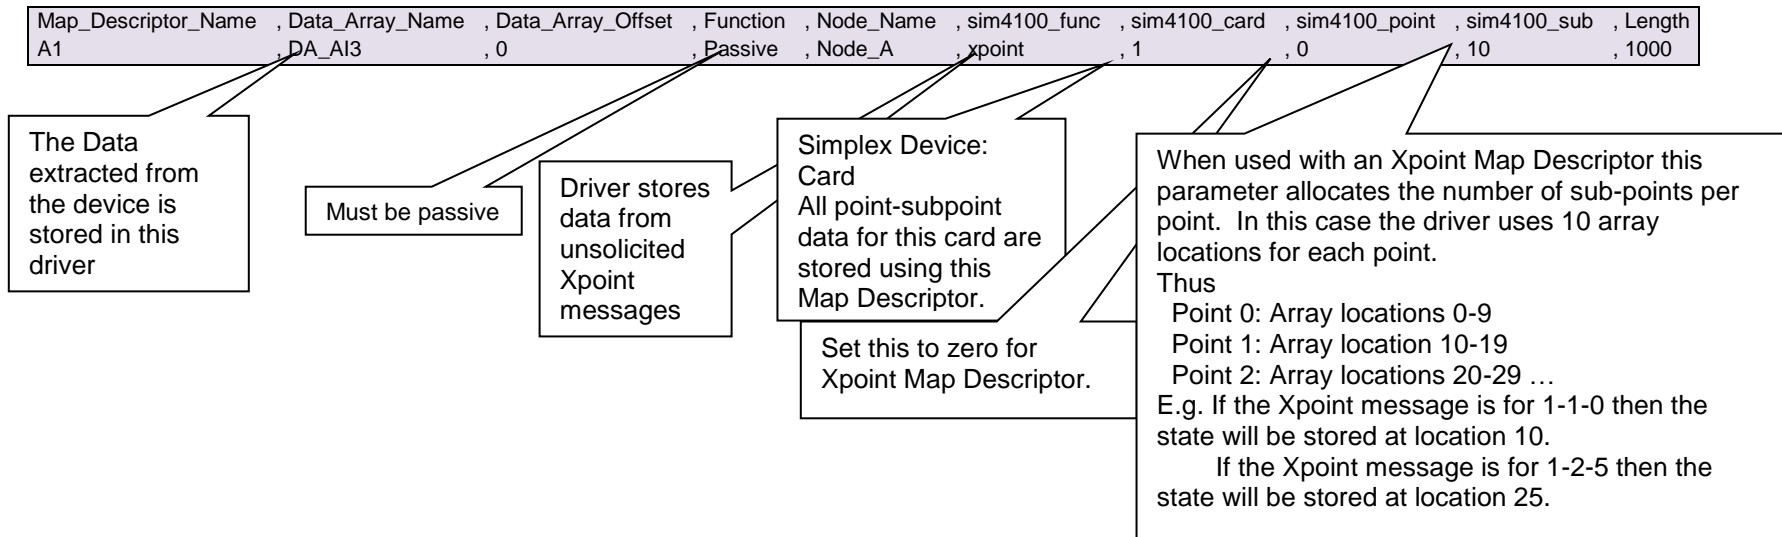 Map_Descriptor_Name , Data_Array_Name , Data_Array_Offset , Function , Node_Name , sim4100_func , sim4100_card , sim4100_point , sim4100_sub , Length
A1 , DA_AI3 , 0 , Passive , Node_A , xpoint , 1 , 0 , 10 , 1000
The Data
extracted from
the device is
stored in this
driver
Must be passive
Driver stores
data from
unsolicited
Xpoint
messages
Simplex Device:
Card
All point-subpoint
data for this card are
stored using this
Map Descriptor.
Set this to zero for
Xpoint Map Descriptor.
When used with an Xpoint Map Descriptor this
parameter allocates the number of sub-points per
point. In this case the driver uses 10 array
locations for each point.
Thus
Point 0: Array locations 0-9
Point 1: Array location 10-19
Point 2: Array locations 20-29 …
E.g. If the Xpoint message is for 1-1-0 then the
state will be stored at location 10.
If the Xpoint message is for 1-2-5 then the
state will be stored at location 25.